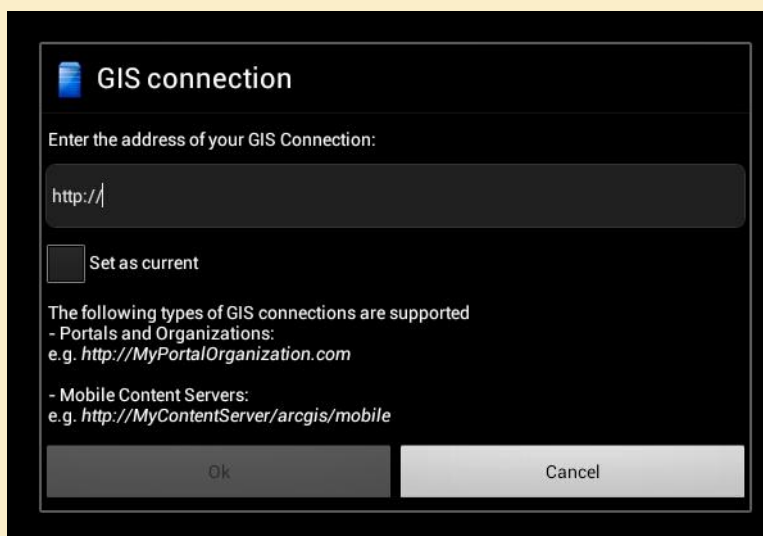 GIS connection
Enter the address of your GIS Connection:
http://
Set as current
The following types of GIS connections are supported
- Portals and Organizations:
e.g. http://MyPortalOrganization.com
- Mobile Content Servers:
e.g. http://MyContentServer/arcgis/mobile
Ok
Cancel